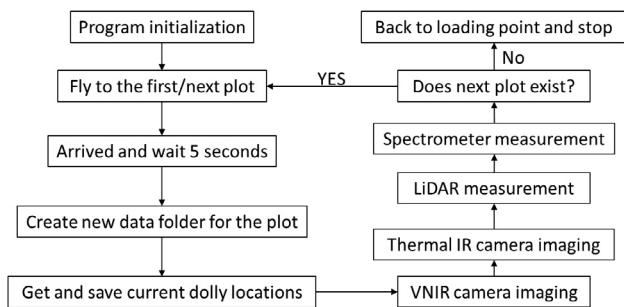 Program initialization
Fly to the first/next plot
Arrived and wait 5 seconds
Create new data folder for the plot
Get and save current dolly locations
VNIR camera imaging
Thermal IR camera imaging
LiDAR measurement
Spectrometer measurement
Does next plot exist?
YES
No
Back to loading point and stop